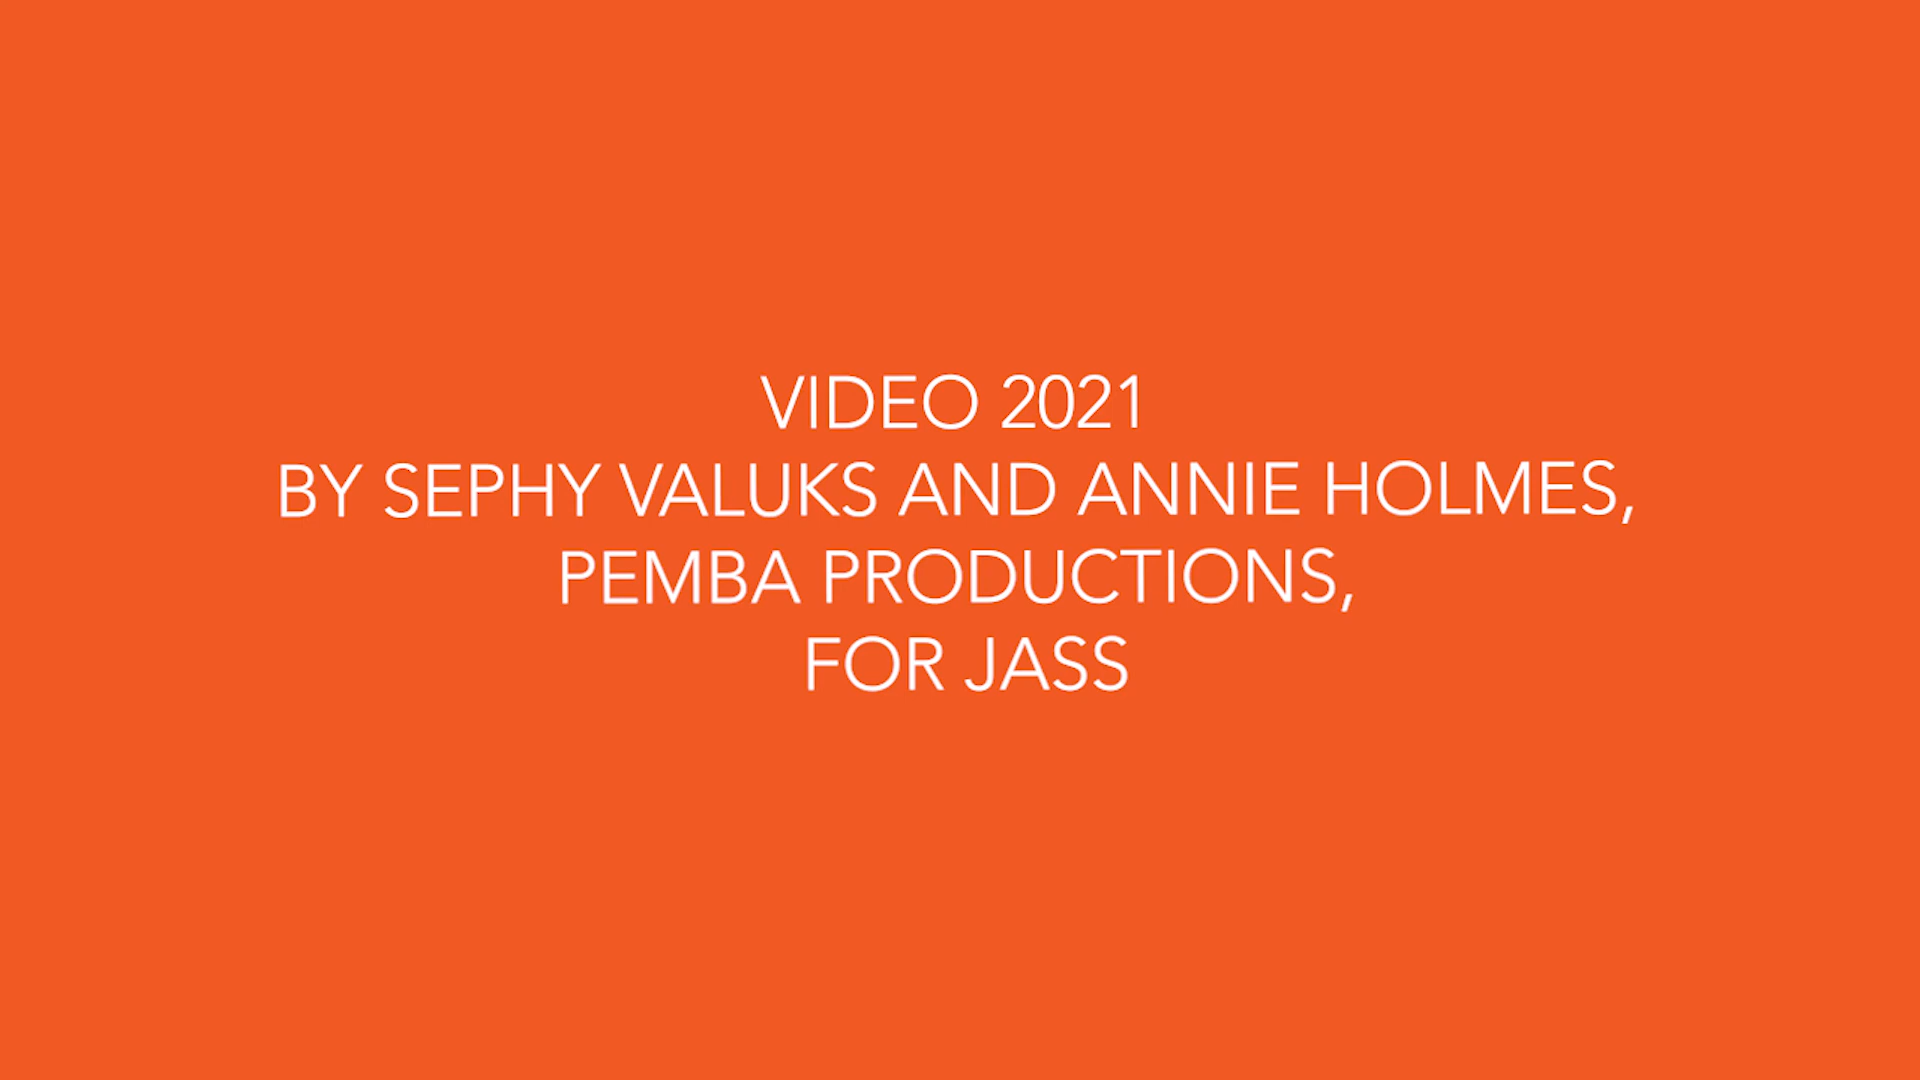 VIDEO 2021
BY SEPHY VALUKS AND ANNIE HOLMES,
PEMBA PRODUCTIONS,
FOR JASS